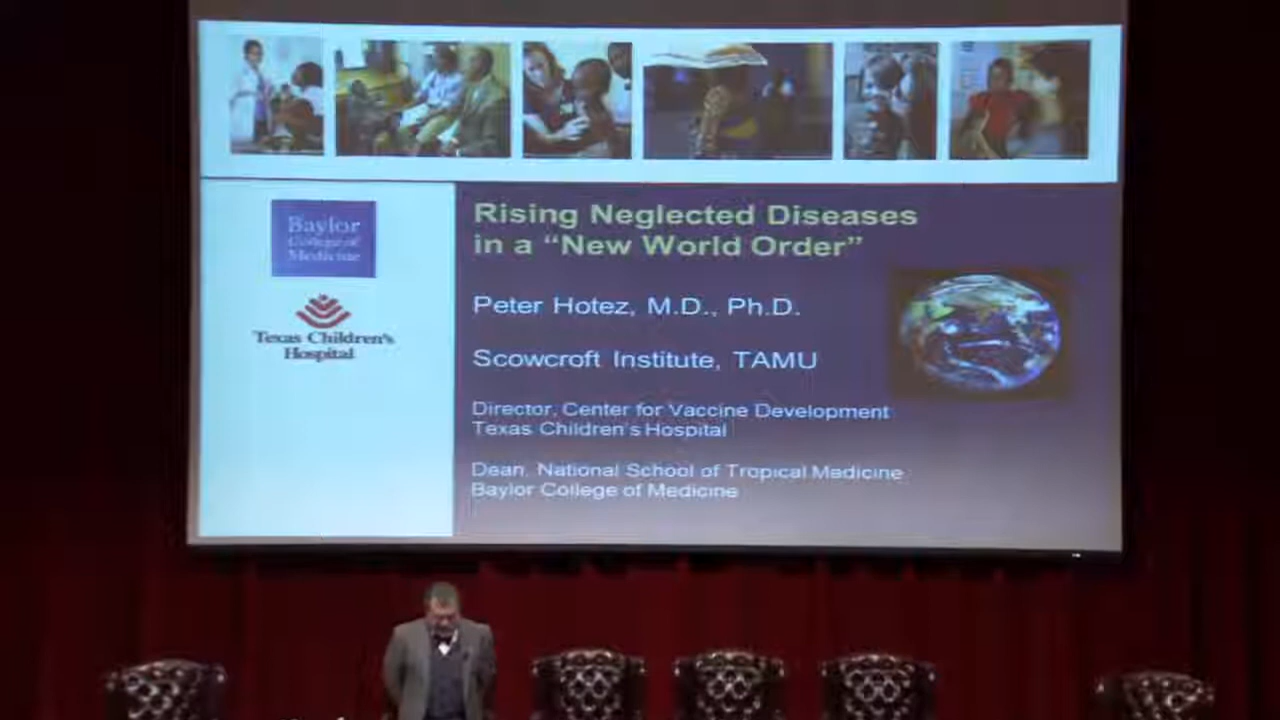 Baylor
College of
Medicine
Texas Children's
Hospital
Rising Neglected Diseases
in a “New World Order”
Peter Hotez, M.D., Ph.D.
Scowcroft Institute, TAMU
Director, Center for Vaccine Development
Texas Children's Hospital
Dean, National School of Tropical Medicine
Baylor College of Medicine